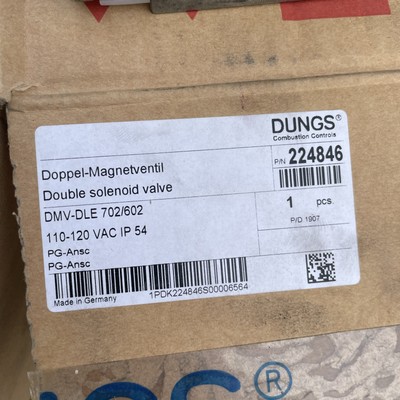 DUNGS®
Combustion Controls
Doppel-Magnetventil
Double solenoid valve
P/N 224846
DMV-DLE 702/602
110-120 VAC IP 54
PG-Ansc
PG-Ansc
1 pcs.
P/D 1907
Made in Germany
1PDK224846S00006564
®